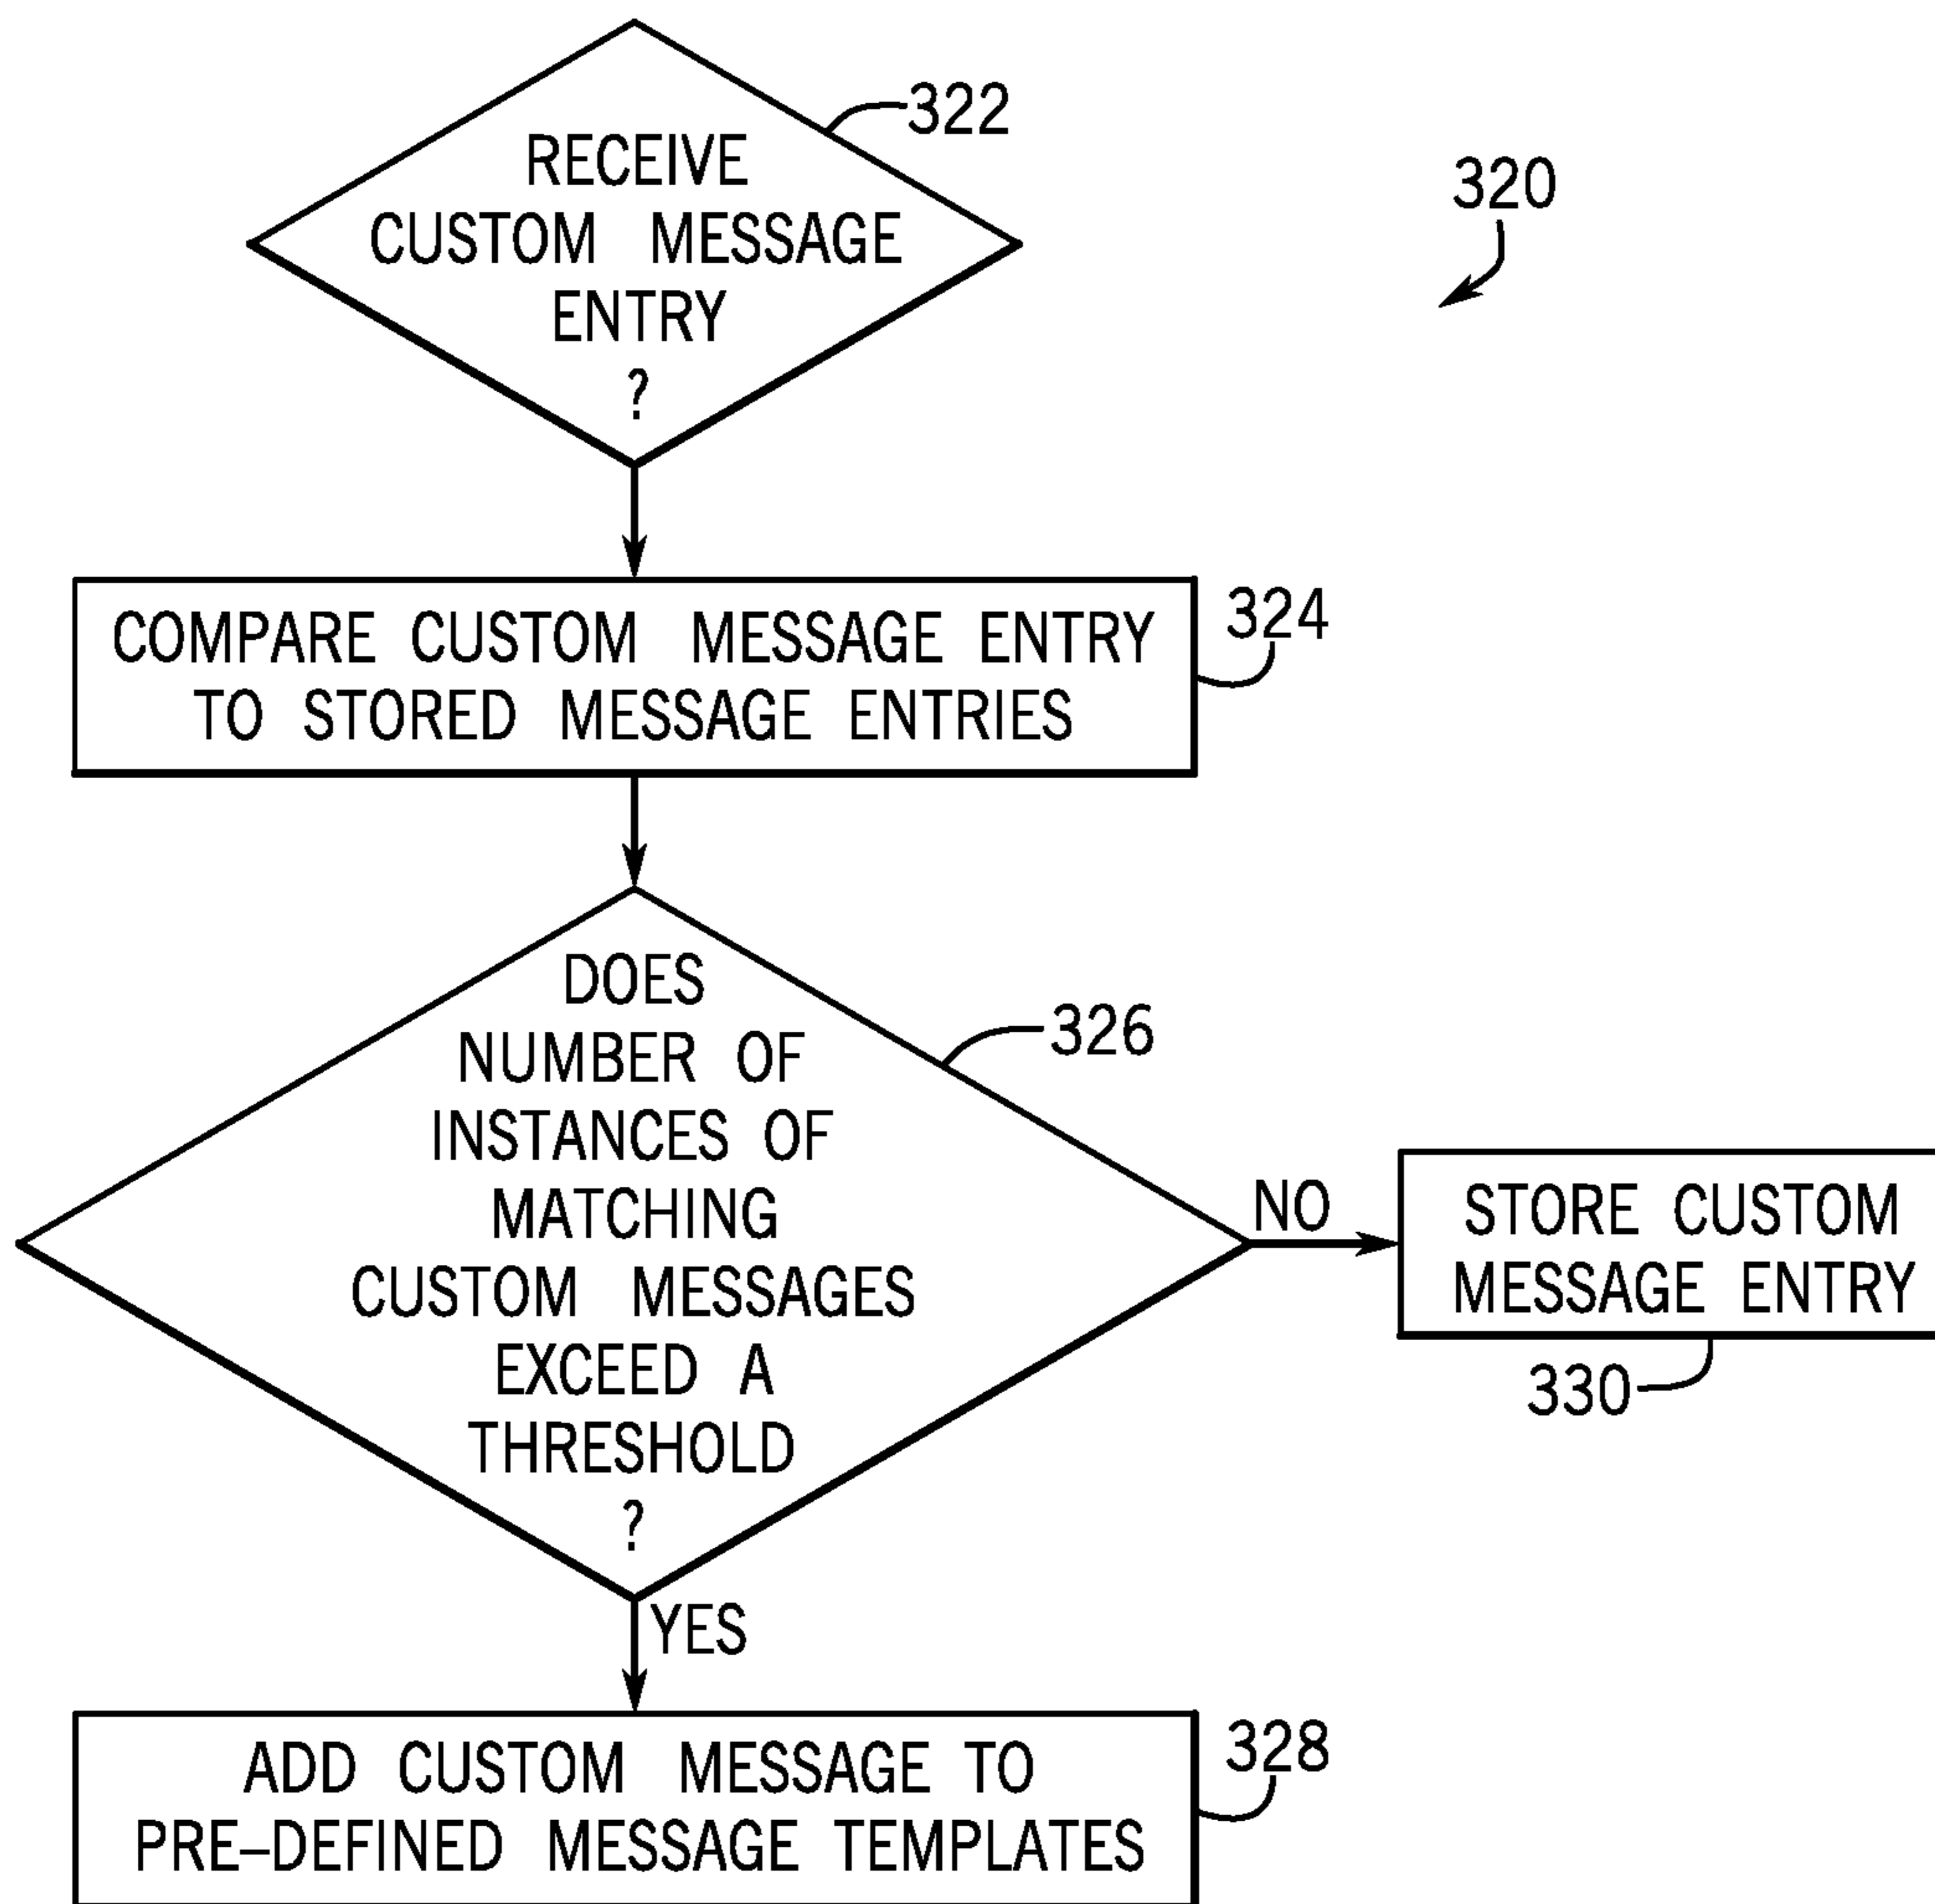 RECEIVE
CUSTOM MESSAGE
ENTRY
?
322
320
COMPARE CUSTOM MESSAGE ENTRY
TO STORED MESSAGE ENTRIES
324
DOES
NUMBER OF
INSTANCES OF
MATCHING
CUSTOM MESSAGES
EXCEED A
THRESHOLD
?
326
NO
STORE CUSTOM
MESSAGE ENTRY
330
YES
ADD CUSTOM MESSAGE TO
PRE-DEFINED MESSAGE TEMPLATES
328